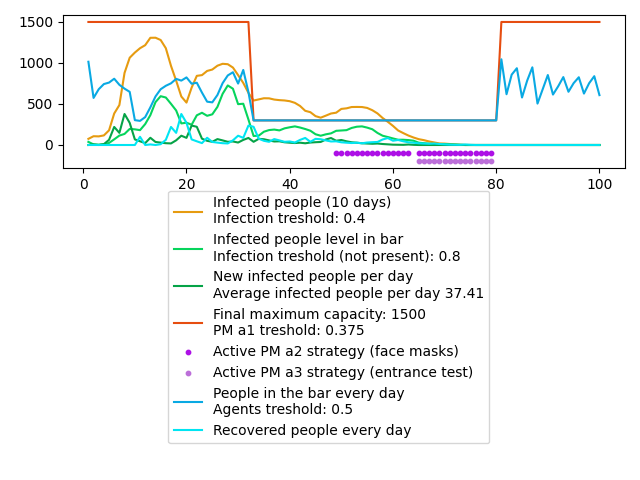 1500
1000
500
0
0
20
40
60
80
100
Infected people (10 days)
Infection treshold: 0.4
Infected people level in bar
Infection treshold (not present): 0.8
New infected people per day
Average infected people per day 37.41
Final maximum capacity: 1500
PM a1 treshold: 0.375
Active PM a2 strategy (face masks)
Active PM a3 strategy (entrance test)
People in the bar every day
Agents treshold: 0.5
Recovered people every day